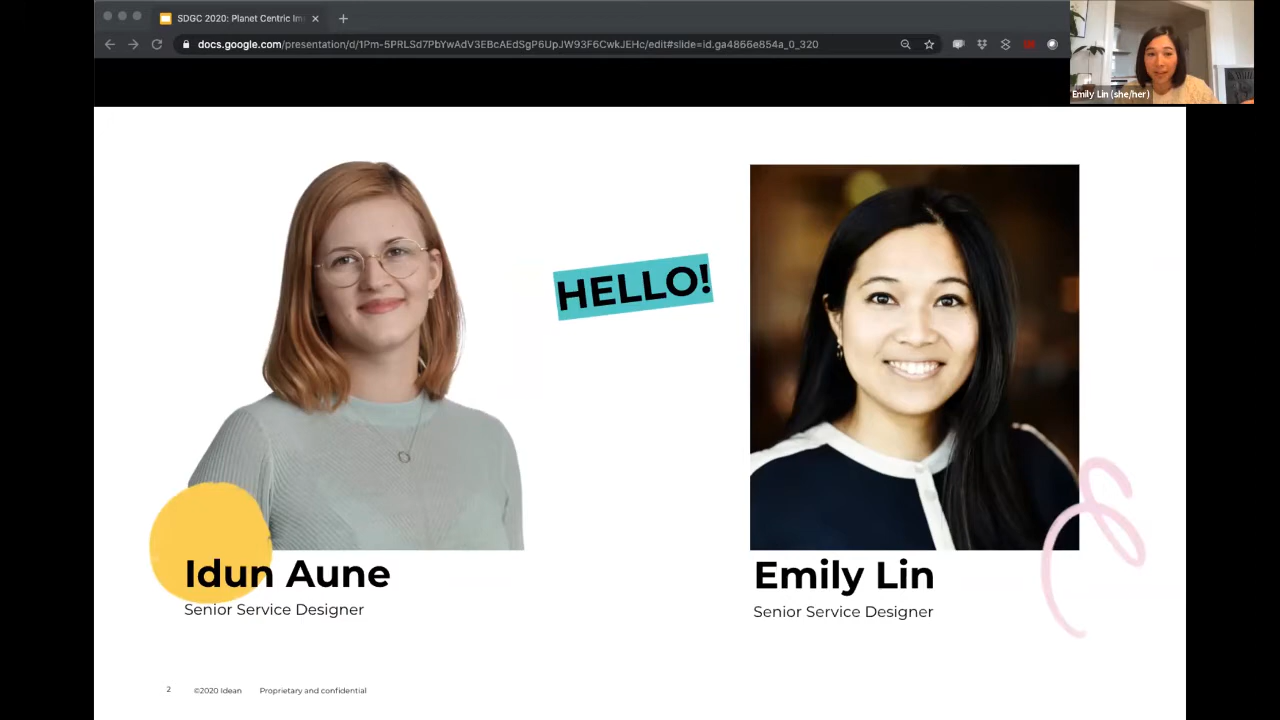 SDGC 2020: Planet Centric Im
docs.google.com/presentation/d/1Pm-5PRLSd7PbYwAdV3EBcAEdSgP6UpJW93F6CwkJEHc/edit#slide=id.ga4866e854a_0_320
Emily Lin (she/her)
HELLO!
Idun Aune
Senior Service Designer
Emily Lin
Senior Service Designer
2 ©2020 Idean Proprietary and confidential